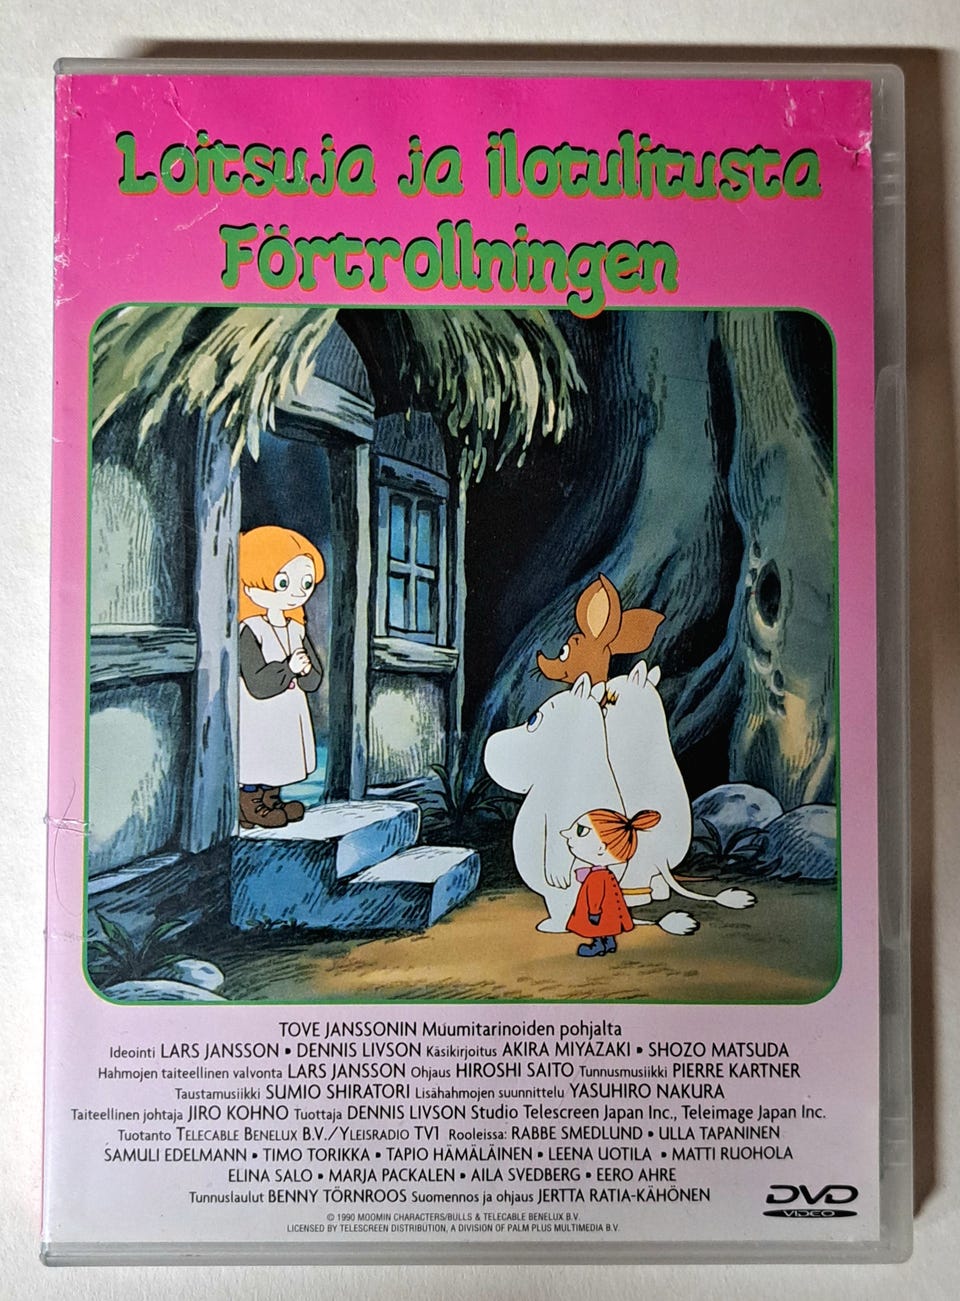 Loitsuja ja ilotulitusta
Förtrollningen
TOVE JANSSONIN Muumitarinoiden pohjalta
Ideointi LARS JANSSON • DENNIS LIVSON Käsikirjoitus AKIRA MIYAZAKI • SHOZO MATSUDA
Hahmojen taiteellinen valvonta LARS JANSSON Ohjaus HIROSHI SAITO Tunnusmusiikki PIERRE KARTNER
Taustamusiikki SUMIO SHIRATORI Lisähahmojen suunnittelu YASUHIRO NAKURA
Taiteellinen johtaja JIRO KOHNO Tuottaja DENNIS LIVSON Studio Telescreen Japan Inc., Teleimage Japan Inc.
Tuotanto TELECABLE BENELUX B.V./YLEISRADIO TV1 Rooleissa: RABBE SMEDLUND • ULLA TAPANINEN
SAMULI EDELMANN • TIMO TORIKKA • TAPIO HÄMÄLÄINEN • LEENA UOTILA • MATTI RUOHOLA
ELINA SALO • MARJA PACKALEN • AILA SVEDBERG • EERO AHRE
Tunnuslaulut BENNY TÖRNROOS Suomennos ja ohjaus JERTTA RATIA-KÄHÖNEN
DVD
VIDEO
© 1990 MOOMIN CHARACTERS/BULLS & TELECABLE BENELUX B.V.
LICENSED BY TELESCREEN DISTRIBUTION, A DIVISION OF PALM PLUS MULTIMEDIA B.V.